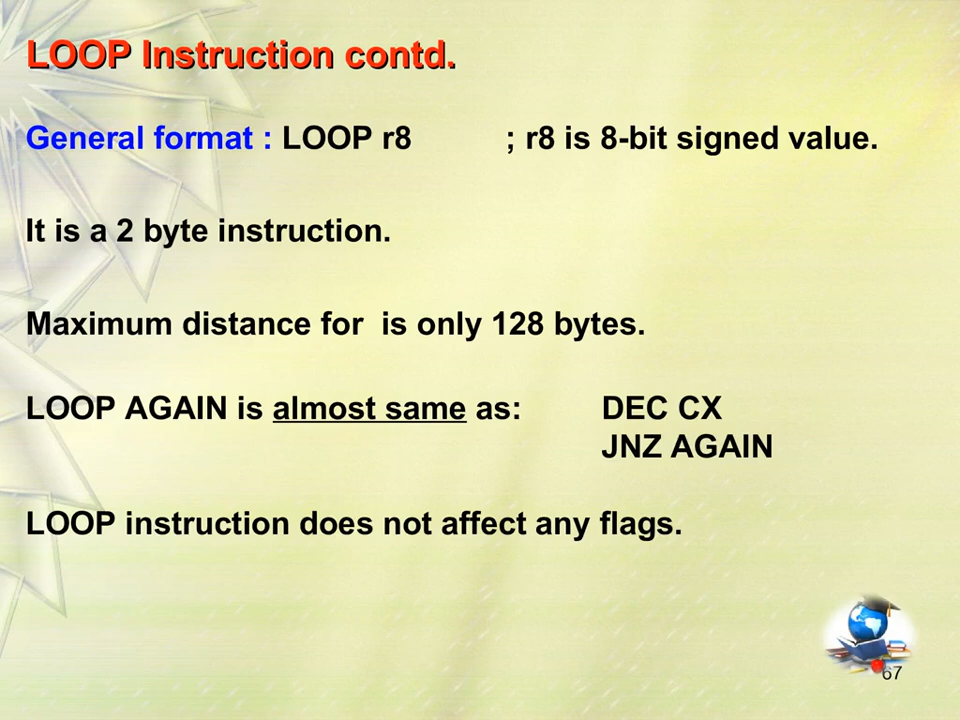 LOOP Instruction contd.
General format : LOOP r8 ; r8 is 8-bit signed value.
It is a 2 byte instruction.
Maximum distance for is only 128 bytes.
LOOP AGAIN is almost same as: DEC CX
JNZ AGAIN
LOOP instruction does not affect any flags.
67